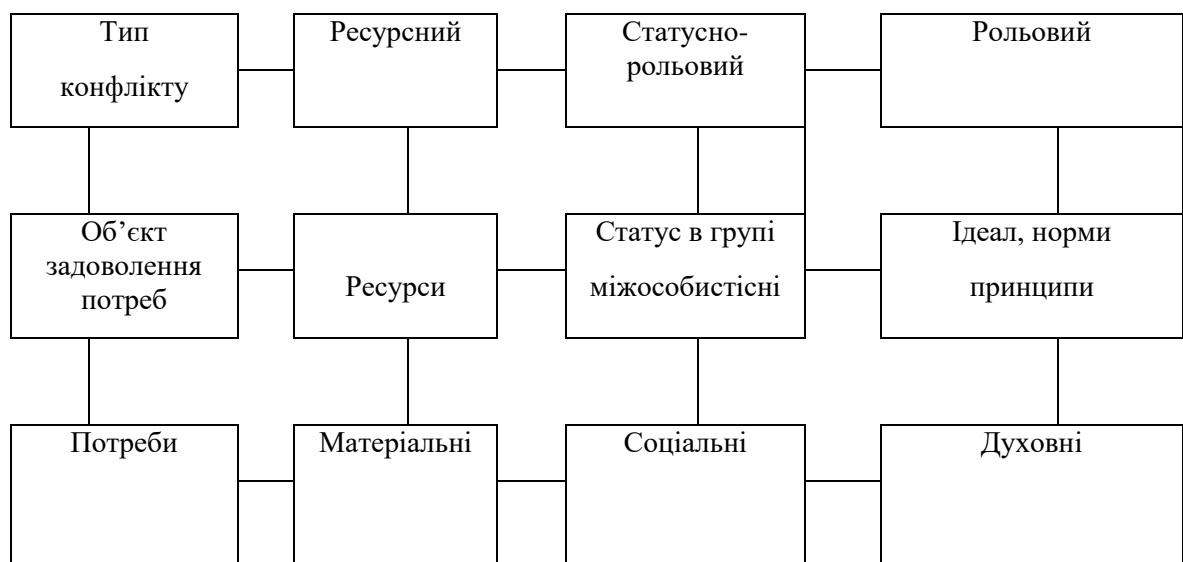 Тип
конфлікту
Ресурсний
Статусно-
рольовий
Рольовий
Об’єкт
задоволення
потреб
Ресурси
Статус в групі
міжособистісні
Ідеал, норми
принципи
Потреби
Матеріальні
Соціальні
Духовні